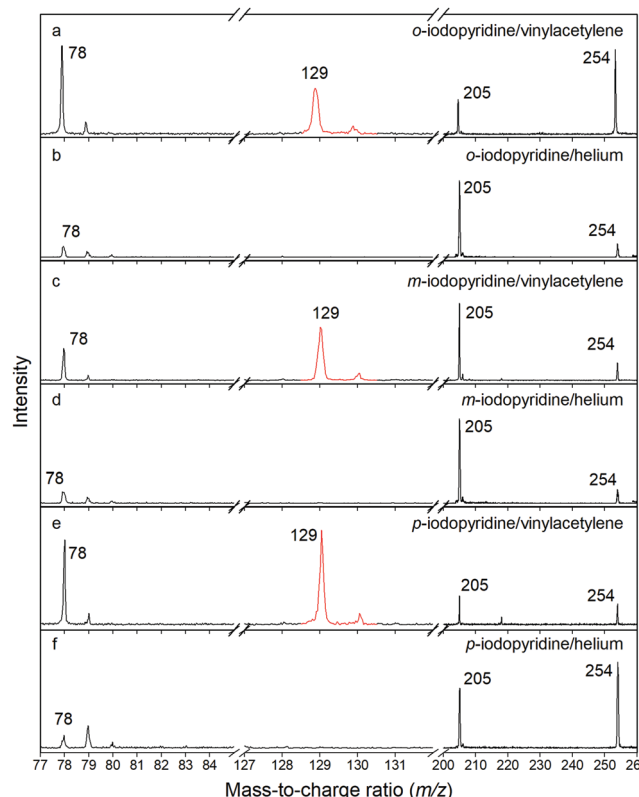 a
o-iodopyridine/vinylacetylene
78
129
205
254
b
o-iodopyridine/helium
78
205
254
c
m-iodopyridine/vinylacetylene
78
129
205
254
d
m-iodopyridine/helium
78
205
254
e
p-iodopyridine/vinylacetylene
78
129
205
254
f
p-iodopyridine/helium
78
205
254
Intensity
77 78 79 80 81 82 83 84 127 128 129 130 131 200 210 220 230 240 250 260
Mass-to-charge ratio (m/z)